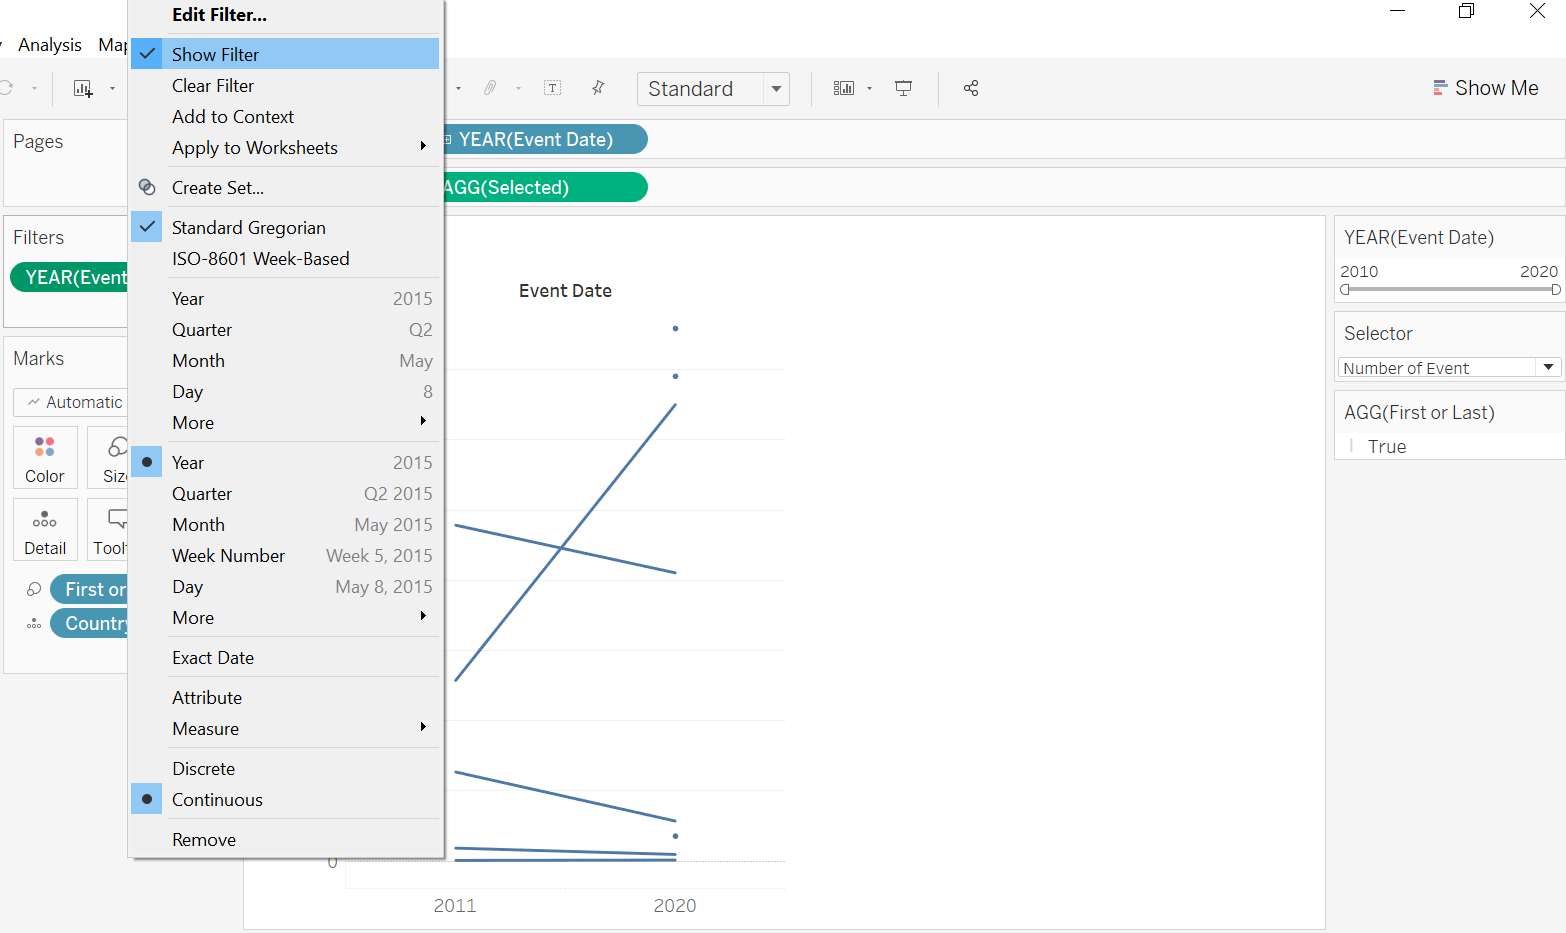 Analysis
Map
Standard
Show Me
Edit Filter...
Show Filter
Clear Filter
Add to Context
Apply to Worksheets
Create Set...
Standard Gregorian
ISO-8601 Week-Based
Year 2015
Quarter Q2
Month May
Day 8
More
Year 2015
Quarter Q2 2015
Month May 2015
Week Number Week 5, 2015
Day May 8, 2015
More
Exact Date
Attribute
Measure
Discrete
Continuous
Remove
Pages
Filters
YEAR(Event
Marks
Automatic
Color
Size
Detail
First or
Country
YEAR(Event Date)
AGG(Selected)
Event Date
0
2011 2020
YEAR(Event Date)
2010 2020
Selector
Number of Event
AGG(First or Last)
True